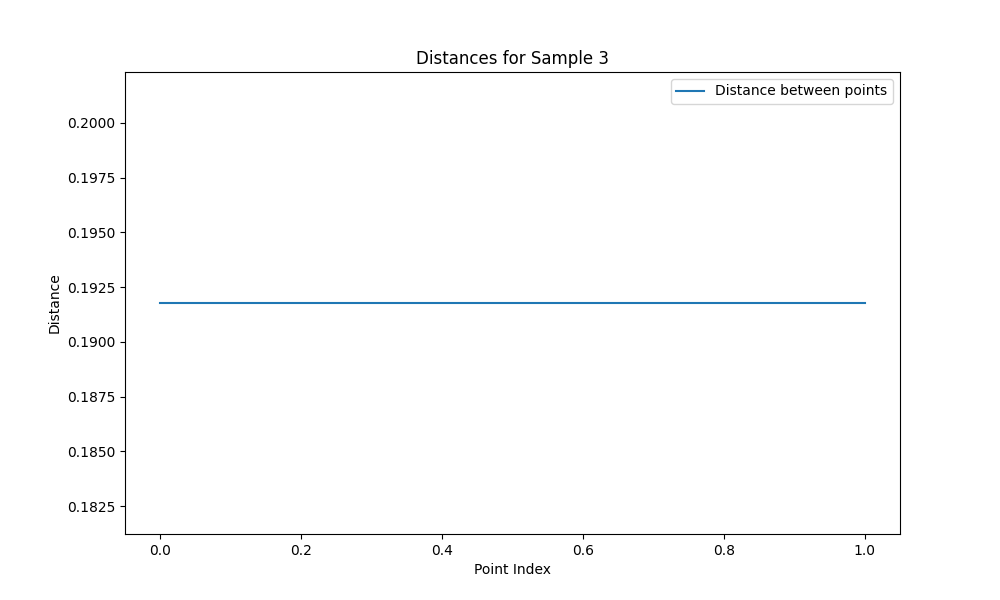 Distances for Sample 3
Distance between points
0.2000
0.1975
0.1950
0.1925
0.1900
0.1875
0.1850
0.1825
Distance
0.0 0.2 0.4 0.6 0.8 1.0
Point Index